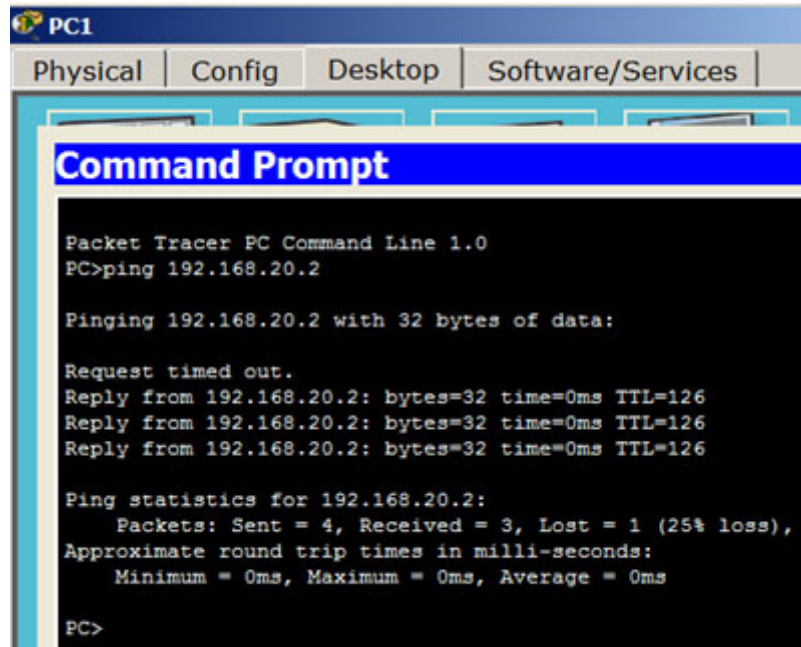 PC1
Physical Config Desktop Software/Services
Command Prompt
Packet Tracer PC Command Line 1.0
PC>ping 192.168.20.2
Pinging 192.168.20.2 with 32 bytes of data:
Request timed out.
Reply from 192.168.20.2: bytes=32 time=0ms TTL=126
Reply from 192.168.20.2: bytes=32 time=0ms TTL=126
Reply from 192.168.20.2: bytes=32 time=0ms TTL=126
Ping statistics for 192.168.20.2:
Packets: Sent = 4, Received = 3, Lost = 1 (25% loss),
Approximate round trip times in milli-seconds:
Minimum = 0ms, Maximum = 0ms, Average = 0ms
PC>